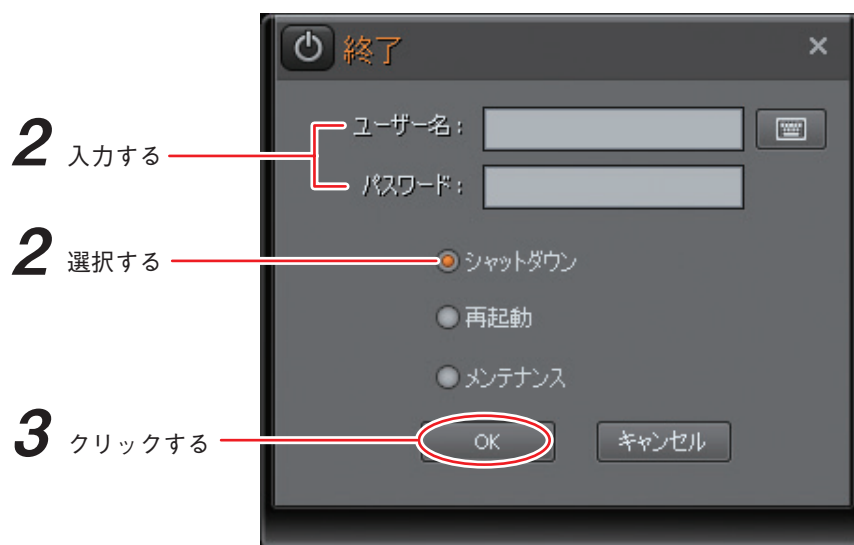 終了
ユーザー名：
2 入力する
パスワード：
2 選択する
シャットダウン
再起動
メンテナンス
3 クリックする
OK キャンセル